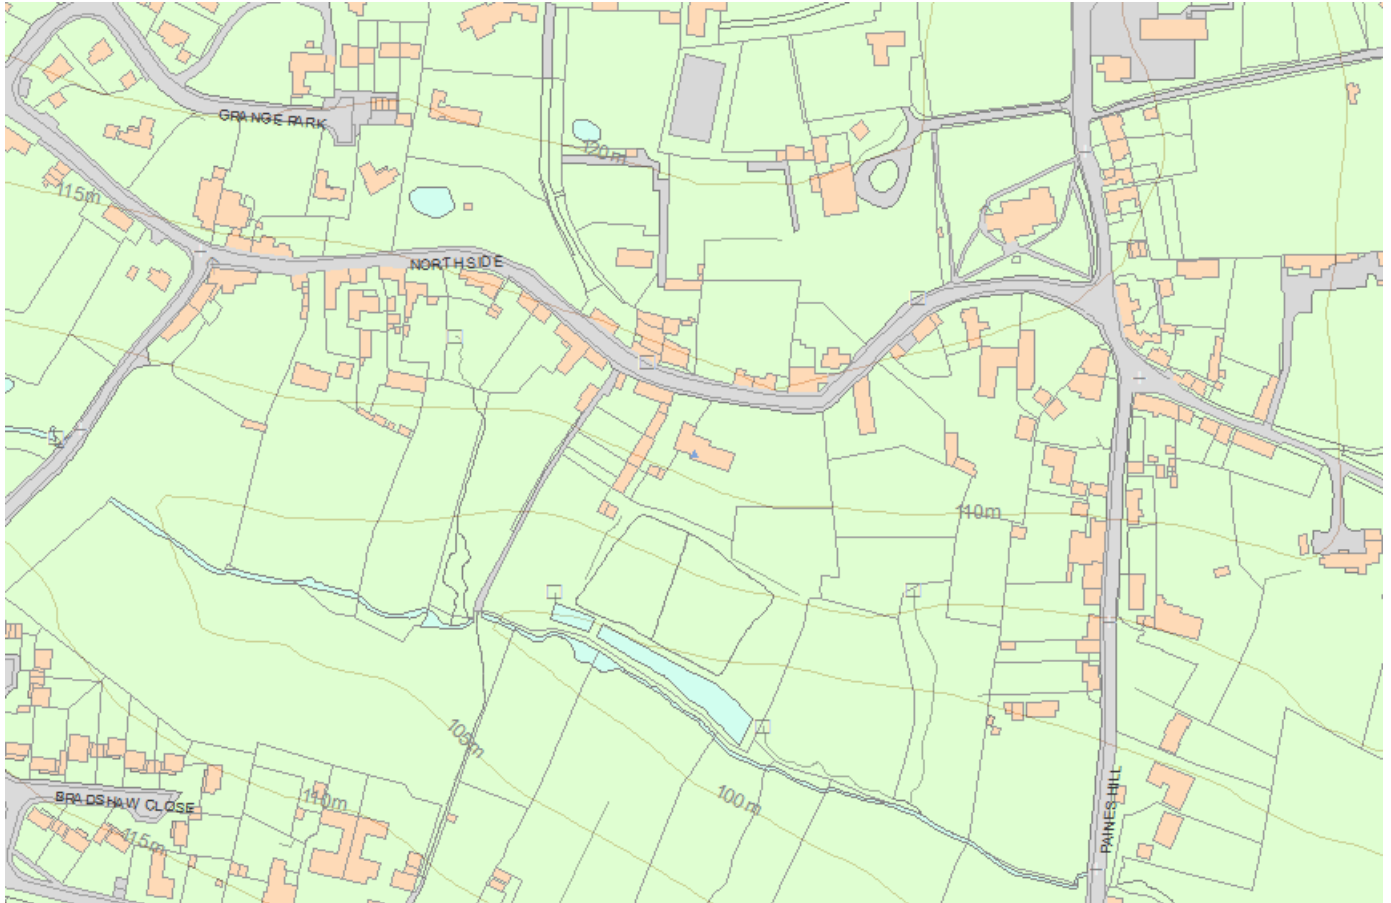 GRANGE PARK
120m
115m
NORTHSIDE
110m
105m
100m
110m
BRADSHAW CLOSE
115m
PAINES HILL